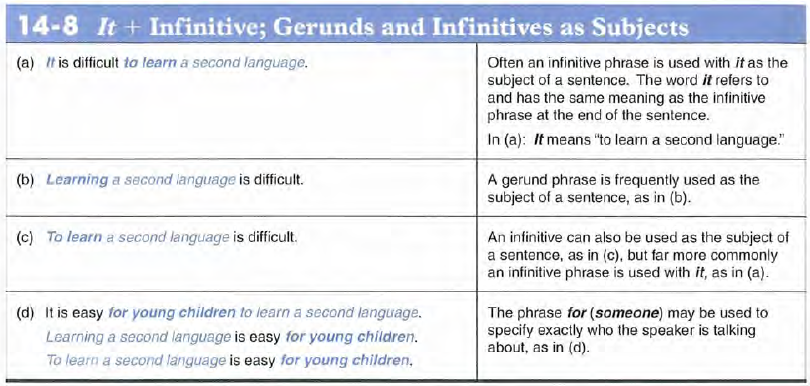 14-8 It + Infinitive; Gerunds and Infinitives as Subjects
(a) It is difficult to learn a second language.
Often an infinitive phrase is used with it as the
subject of a sentence. The word it refers to
and has the same meaning as the infinitive
phrase at the end of the sentence.
In (a): It means "to learn a second language."
(b) Learning a second language is difficult.
A gerund phrase is frequently used as the
subject of a sentence, as in (b).
(c) To learn a second language is difficult.
An infinitive can also be used as the subject of
a sentence, as in (c), but far more commonly
an infinitive phrase is used with it, as in (a).
(d) It is easy for young children to learn a second language.
Learning a second language is easy for young children.
To learn a second language is easy for young children.
The phrase for (someone) may be used to
specify exactly who the speaker is talking
about, as in (d).